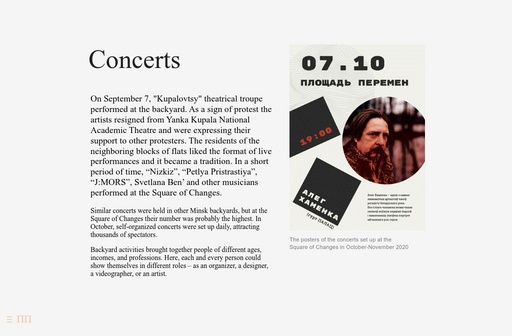 Concerts
On September 7, "Kupalovtsy" theatrical troupe
performed at the backyard. As a sign of protest the
artists resigned from Yanka Kupala National
Academic Theatre and were expressing their
support to other protesters. The residents of the
neighboring blocks of flats liked the format of live
performances and it became a tradition. In a short
period of time, “Nizkiz”, “Petlya Pristrastiya”,
“J:MORS”, Svetlana Ben’ and other musicians
performed at the Square of Changes.
Similar concerts were held in other Minsk backyards, but at the
Square of Changes their number was probably the highest. In
October, self-organized concerts were set up daily, attracting
thousands of spectators.
Backyard activities brought together people of different ages,
incomes, and professions. Here, each and every person could
show themselves in different roles – as an organizer, a designer,
a videographer, or an artist.
07.10
ПЛОЩАДЬ ПЕРЕМЕН
19:00
АЛЕГ
ХАМЕНКА
The posters of the concerts set up at the
Square of Changes in October-November 2020